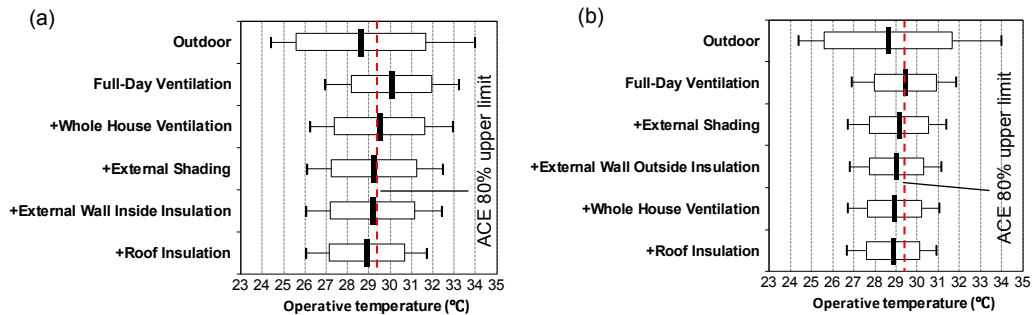 (a)
Outdoor
Full-Day Ventilation
+Whole House Ventilation
+External Shading
+External Wall Inside Insulation
+Roof Insulation
ACE 80% upper limit
23 24 25 26 27 28 29 30 31 32 33 34 35
Operative temperature (℃)
(b)
Outdoor
Full-Day Ventilation
+External Shading
+External Wall Outside Insulation
+Whole House Ventilation
+Roof Insulation
ACE 80% upper limit
23 24 25 26 27 28 29 30 31 32 33 34 35
Operative temperature (℃)